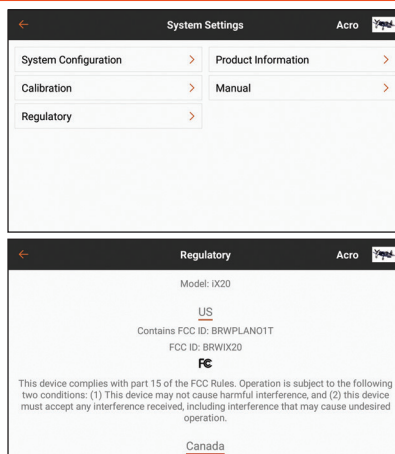 ← System Settings Acro
System Configuration > Product Information >
Calibration > Manual >
Regulatory >
← Regulatory Acro
Model: iX20
US
Contains FCC ID: BRWPLANO1T
FCC ID: BRWIX20
FC
This device complies with part 15 of the FCC Rules. Operation is subject to the following
two conditions: (1) This device may not cause harmful interference, and (2) this device
must accept any interference received, including interference that may cause undesired
operation.
Canada